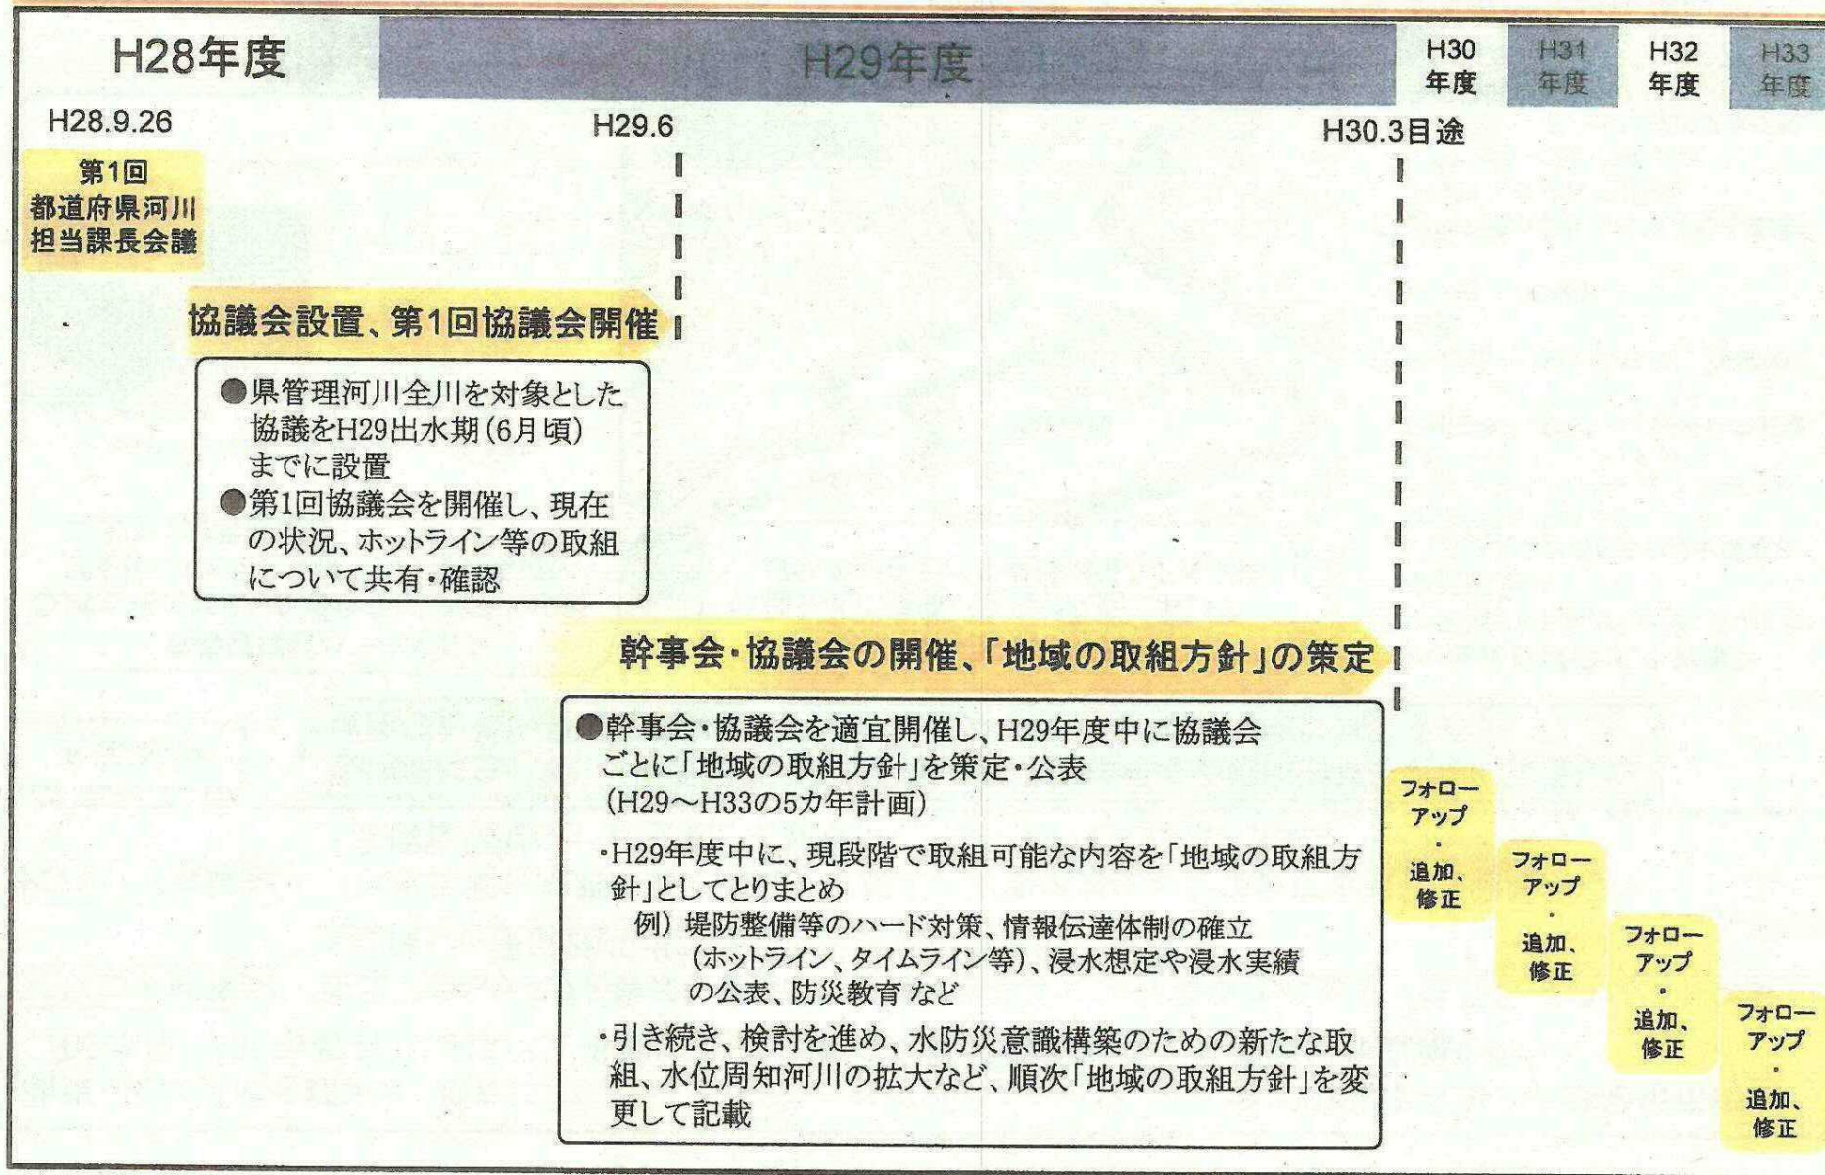 H28年度
H29年度
H30
年度
H31
年度
H32
年度
H33
年度
H28.9.26
H29.6
H30.3目途
第1回
都道府県河川
担当課長会議
協議会設置、第1回協議会開催
●県管理河川全川を対象とした
協議をH29出水期(6月頃)
までに設置
●第1回協議会を開催し、現在
の状況、ホットライン等の取組
について共有・確認
幹事会・協議会の開催、「地域の取組方針」の策定
●幹事会・協議会を適宜開催し、H29年度中に協議会
ごとに「地域の取組方針」を策定・公表
(H29～H33の5カ年計画)
・H29年度中に、現段階で取組可能な内容を「地域の取組方
針」としてとりまとめ
例) 堤防整備等のハード対策、情報伝達体制の確立
(ホットライン、タイムライン等)、浸水想定や浸水実績
の公表、防災教育 など
・引き続き、検討を進め、水防災意識構築のための新たな取
組、水位周知河川の拡大など、順次「地域の取組方針」を変
更して記載
フォロー
アップ
・
追加、
修正
フォロー
アップ
・
追加、
修正
フォロー
アップ
・
追加、
修正
フォロー
アップ
・
追加、
修正